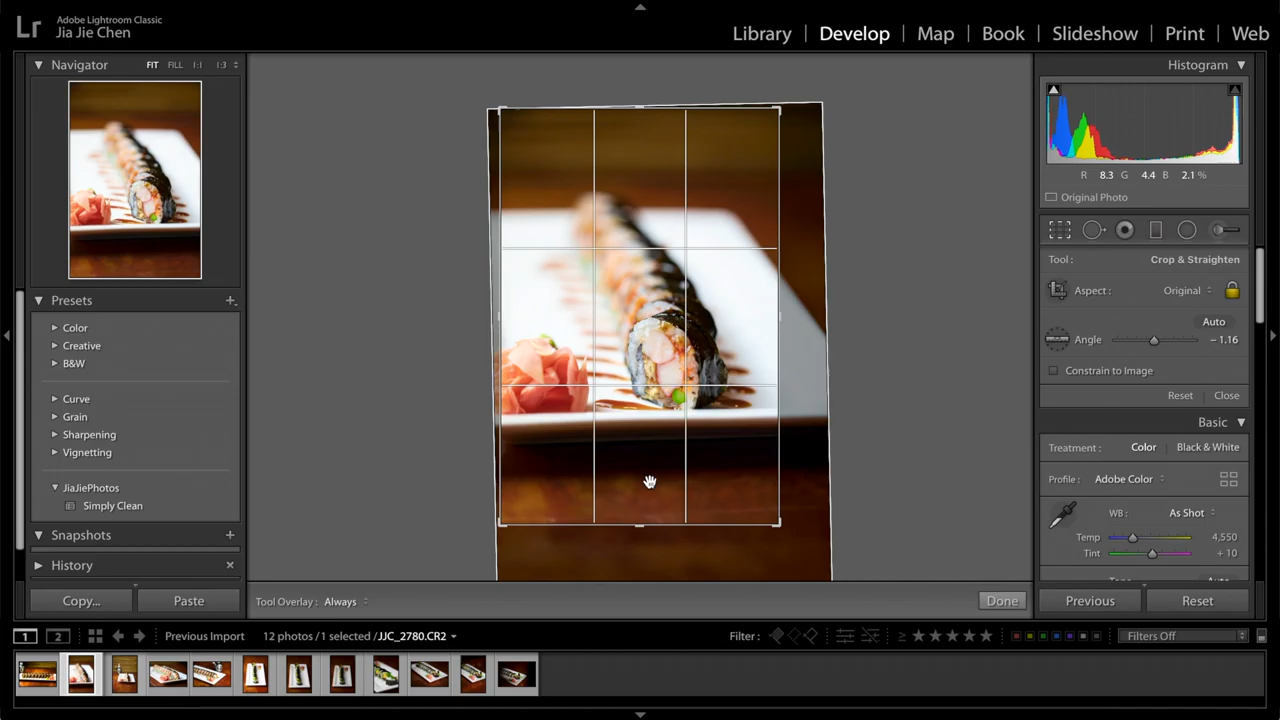 Lr
Adobe Lightroom Classic
Jia Jie Chen
Library | Develop | Map | Book | Slideshow | Print | Web
Navigator FIT FILL 1:1 1:3
Histogram
R 8.3 G 4.4 B 2.1 %
Original Photo
Tool : Crop & Straighten
Aspect : Original
Auto
Angle - 1.16
Constrain to Image
Reset Close
Basic
Treatment : Color Black & White
Profile : Adobe Color
WB : As Shot
Temp 4,550
Tint + 10
Presets
Color
Creative
B&W
Curve
Grain
Sharpening
Vignetting
JiaJiePhotos
Simply Clean
Snapshots
History
Copy... Paste
Tool Overlay : Always
Done
Previous Reset
1 2 Previous Import 12 photos / 1 selected / JJC_2780.CR2
Filter : Filters Off